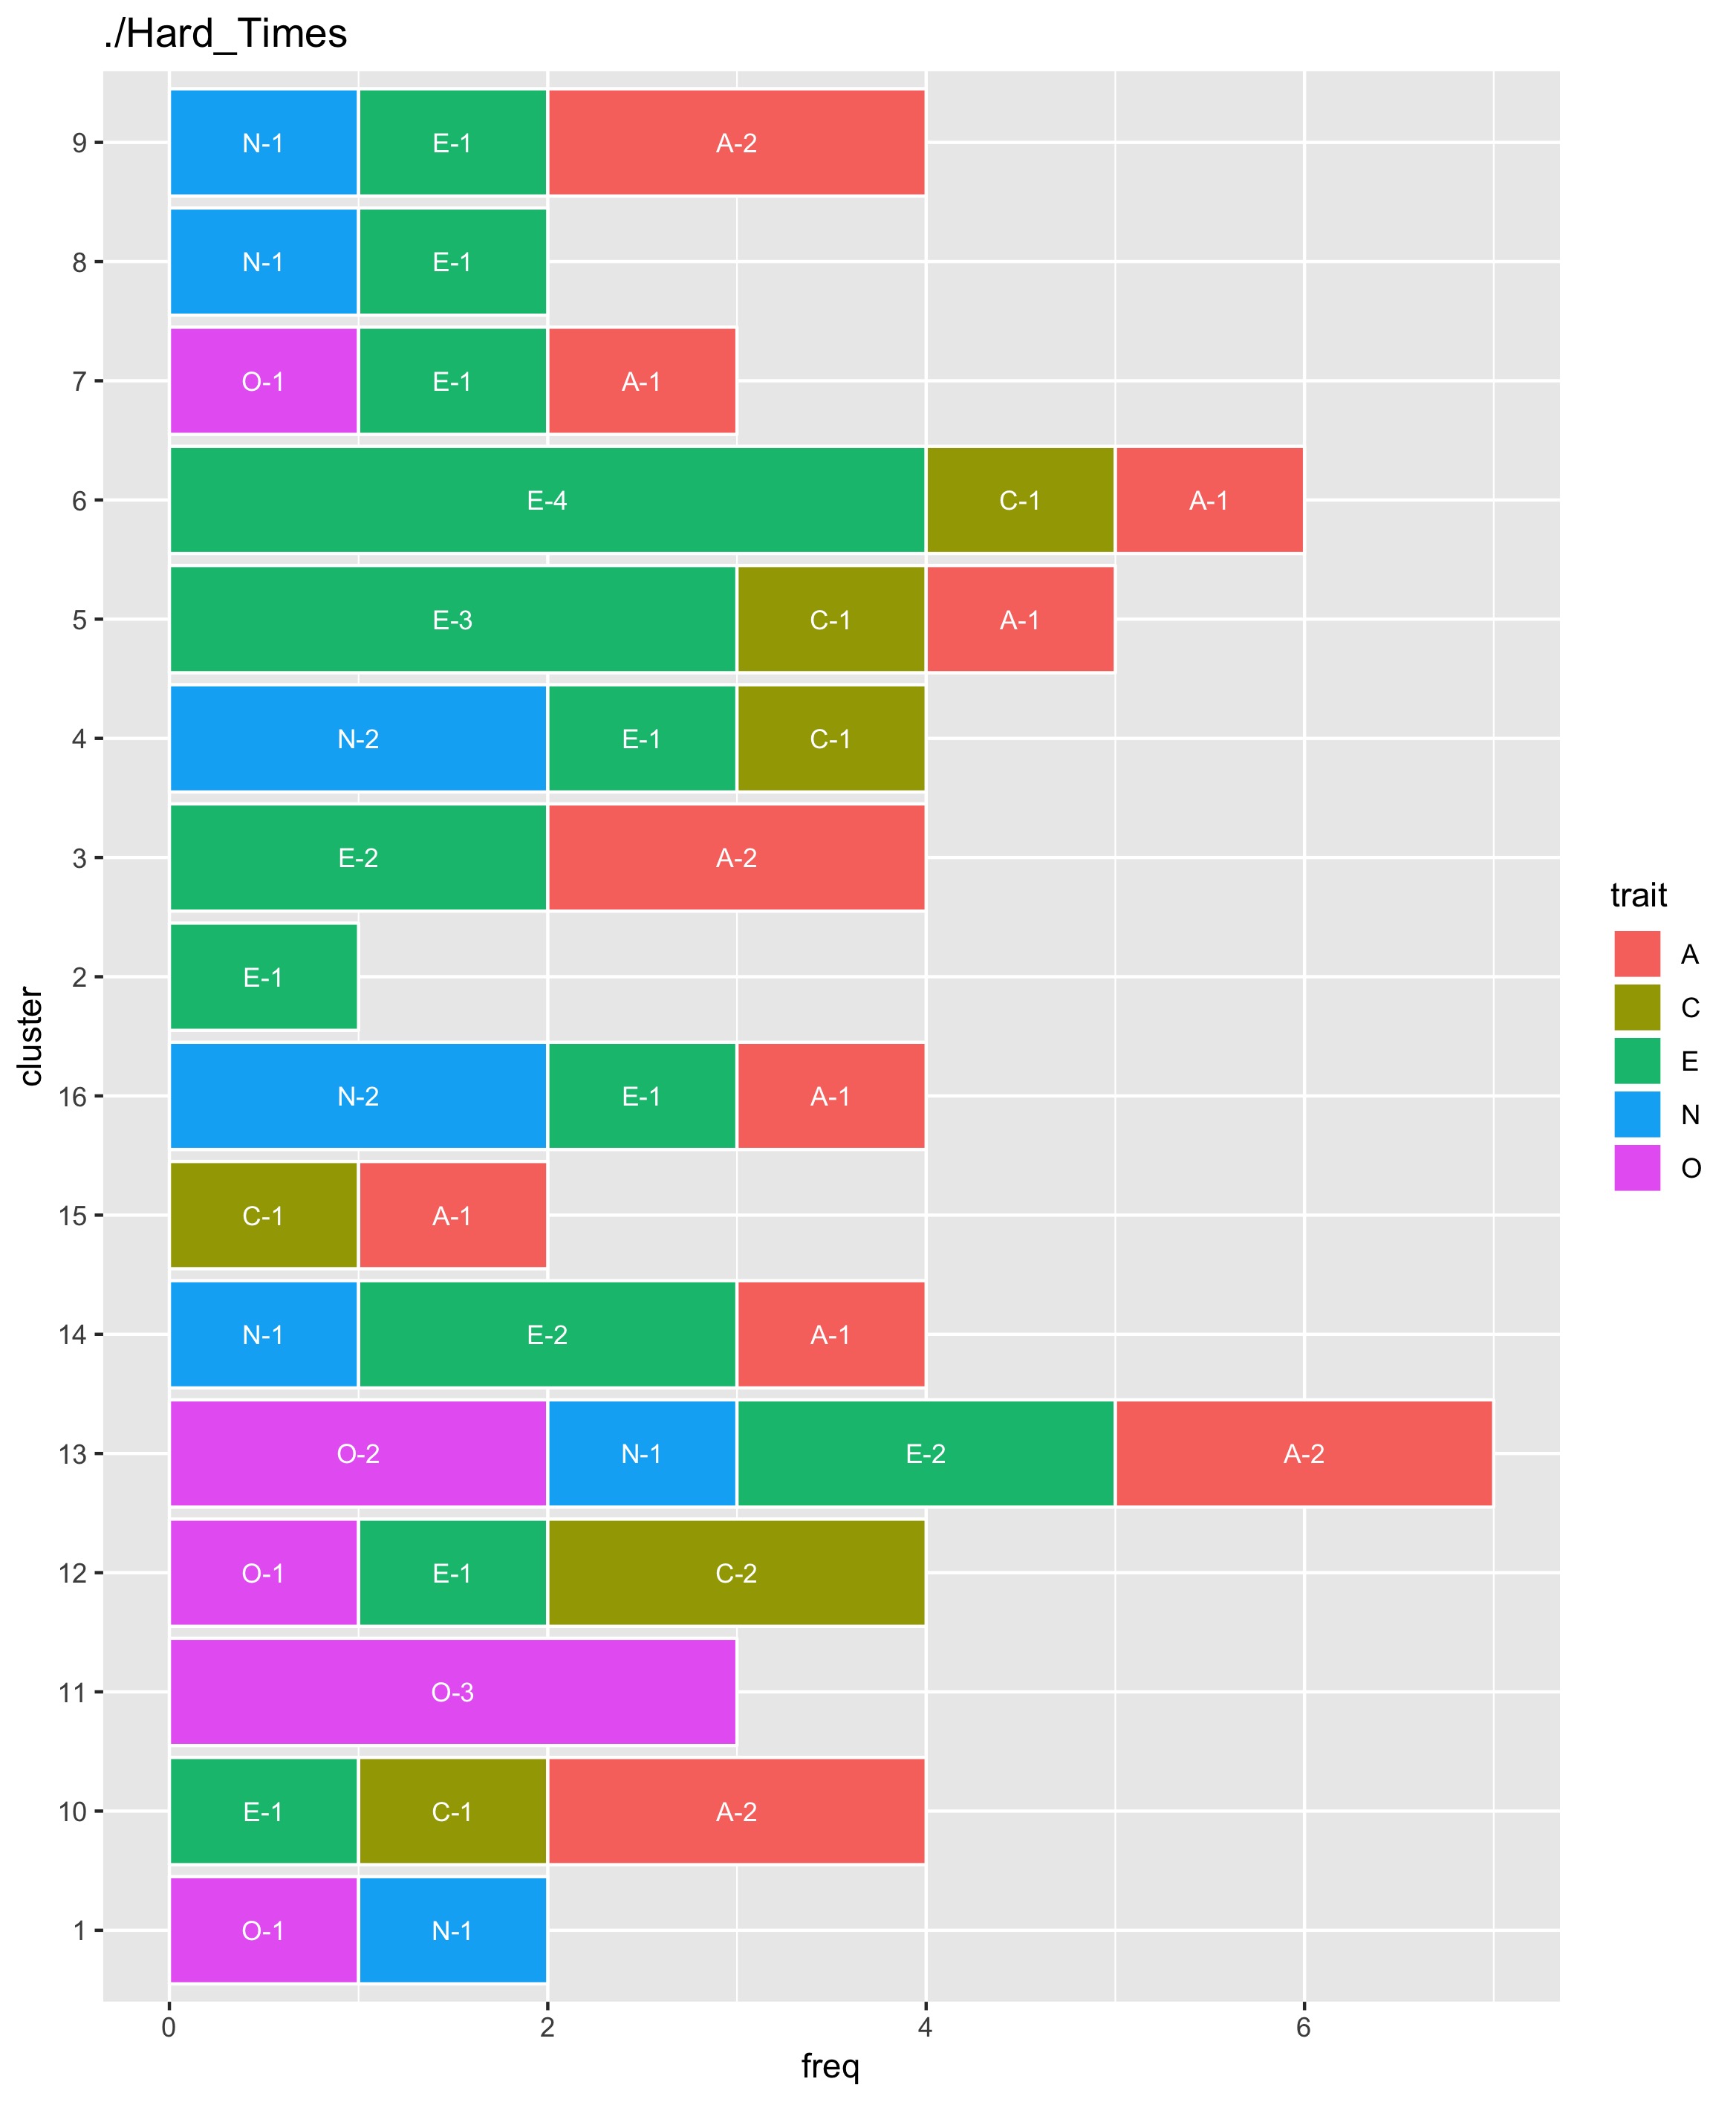 ./Hard_Times
9
N-1 E-1 A-2
8
N-1 E-1
7
O-1 E-1 A-1
6
E-4 C-1 A-1
5
E-3 C-1 A-1
4
N-2 E-1 C-1
3
E-2 A-2
2
E-1
16
N-2 E-1 A-1
15
C-1 A-1
14
N-1 E-2 A-1
13
O-2 N-1 E-2 A-2
12
O-1 E-1 C-2
11
O-3
10
E-1 C-1 A-2
1
O-1 N-1
cluster
0 2 4 6
freq
trait
A
C
E
N
O